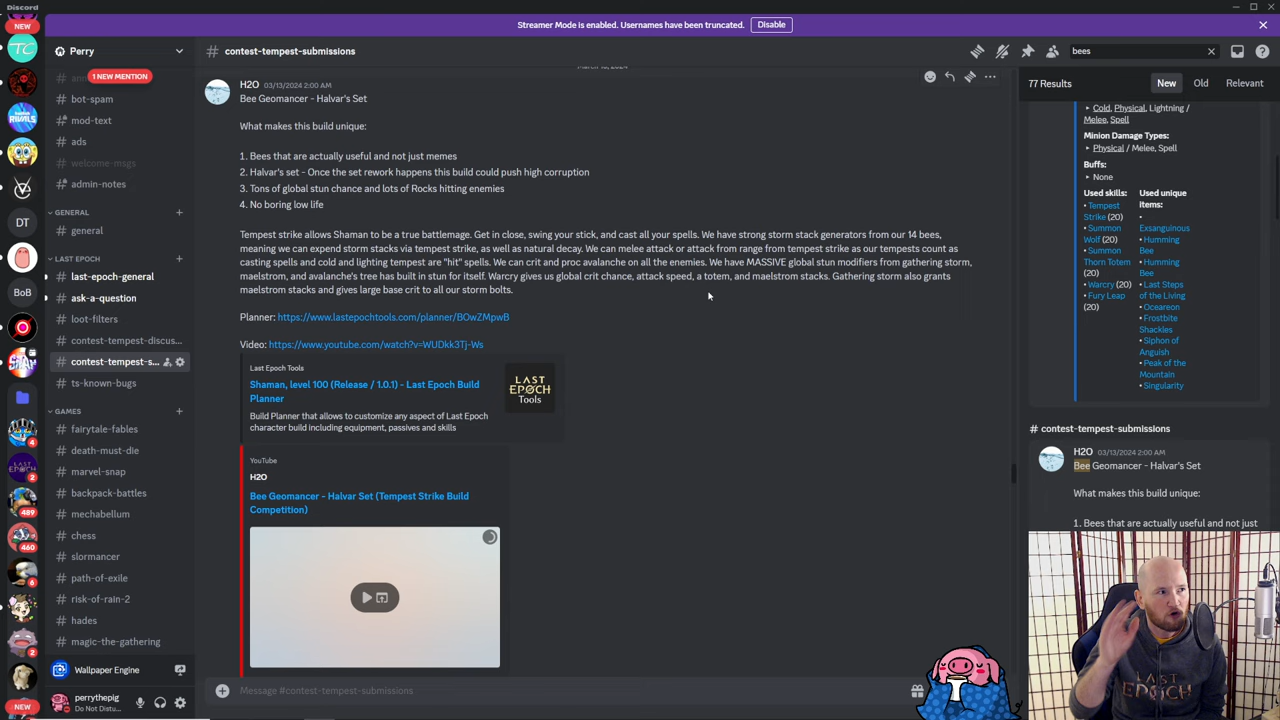 Discord
Streamer Mode is enabled. Usernames have been truncated.
Disable
NEW
TC
DT
BoB
4
2
489
460
6
2
NEW
Perry
1 NEW MENTION
bot-spam
mod-text
ads
welcome-msgs
admin-notes
GENERAL
general
LAST EPOCH
last-epoch-general
ask-a-question
loot-filters
contest-tempest-discus...
contest-tempest-s...
ts-known-bugs
GAMES
fairytale-fables
death-must-die
marvel-snap
backpack-battles
mechabellum
chess
slormancer
path-of-exile
risk-of-rain-2
hades
magic-the-gathering
Wallpaper Engine
perrythepig
Do Not Distu...
contest-tempest-submissions
H2O 03/13/2024 2:00 AM
Bee Geomancer - Halvar's Set
What makes this build unique:
1. Bees that are actually useful and not just memes
2. Halvar's set - Once the set rework happens this build could push high corruption
3. Tons of global stun chance and lots of Rocks hitting enemies
4. No boring low life
Tempest strike allows Shaman to be a true battlemage. Get in close, swing your stick, and cast all your spells. We have strong storm stack generators from our 14 bees,
meaning we can expend storm stacks via tempest strike, as well as natural decay. We can melee attack or attack from range from tempest strike as our tempests count as
casting spells and cold and lighting tempest are "hit" spells. We can crit and proc avalanche on all the enemies. We have MASSIVE global stun modifiers from gathering storm,
maelstrom, and avalanche's tree has built in stun for itself. Warcry gives us global crit chance, attack speed, a totem, and maelstrom stacks. Gathering storm also grants
maelstrom stacks and gives large base crit to all our storm bolts.
Planner: https://www.lastepochtools.com/planner/BOwZMpwB
Video: https://www.youtube.com/watch?v=WUDkk3Tj-Ws
Last Epoch Tools
Shaman, level 100 (Release / 1.0.1) - Last Epoch Build
Planner
Build Planner that allows to customize any aspect of Last Epoch
character build including equipment, passives and skills
LAST
EPOCH
Tools
YouTube
H2O
Bee Geomancer - Halvar Set (Tempest Strike Build
Competition)
Message #contest-tempest-submissions
bees
77 Results
New
Old
Relevant
Cold, Physical, Lightning /
Melee, Spell
Minion Damage Types:
Physical / Melee, Spell
Buffs:
None
Used skills:
• Tempest
Strike (20)
• Summon
Wolf (20)
• Summon
Thorn Totem
(20)
• Warcry (20)
• Fury Leap
(20)
Used unique
items:
•
Exsanguinous
• Humming
Bee
• Humming
Bee
• Last Steps
of the Living
• Oceareon
• Frostbite
Shackles
• Siphon of
Anguish
• Peak of the
Mountain
• Singularity
# contest-tempest-submissions
H2O 03/13/2024 2:00 AM
Bee Geomancer - Halvar's Set
What makes this build unique:
1. Bees that are actually useful and not just
LAST
EPOCH